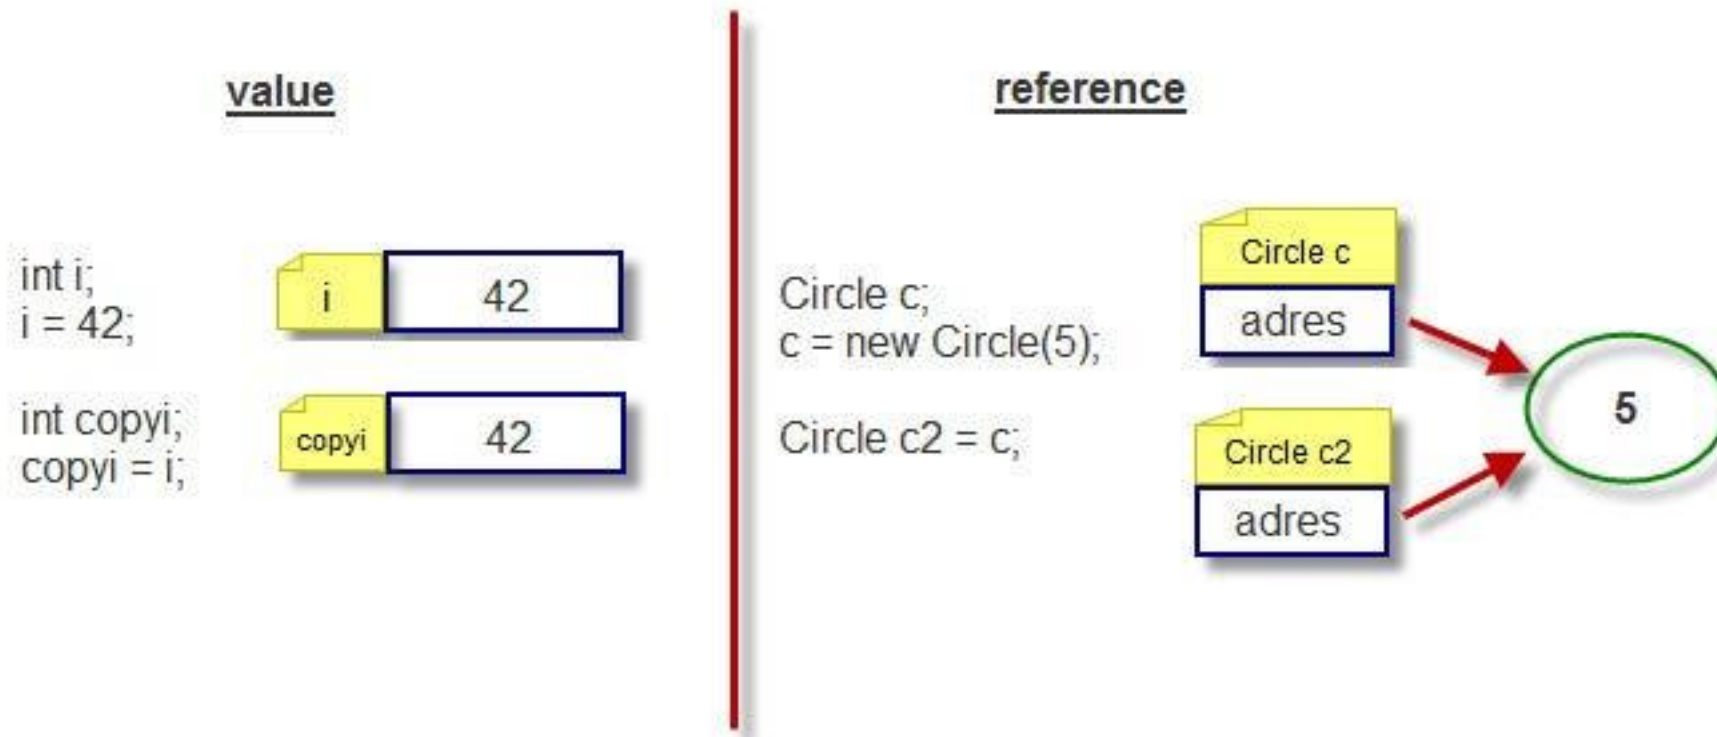 value
int i;
i = 42;
i
42
int copyi;
copyi = i;
copyi
42
reference
Circle c;
c = new Circle(5);
Circle c
adres
Circle c2 = c;
Circle c2
adres
5